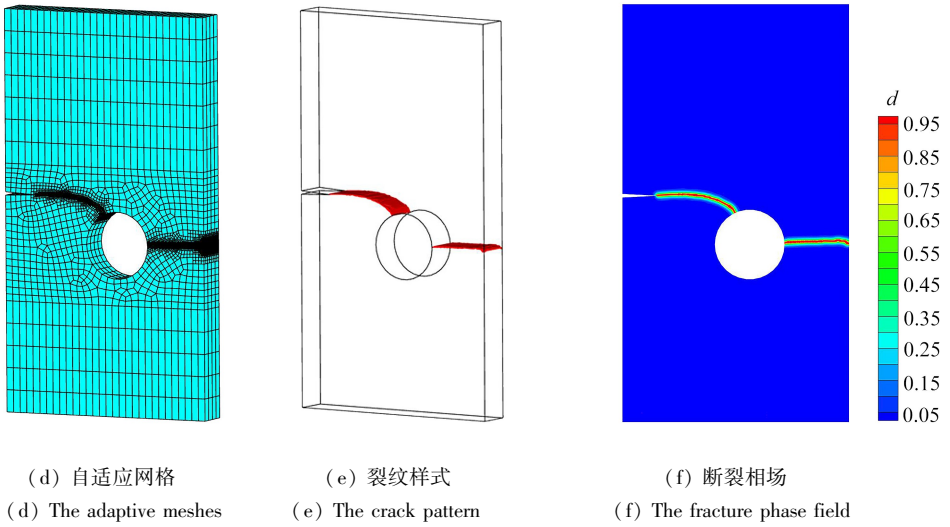 d
0.95
0.85
0.75
0.65
0.55
0.45
0.35
0.25
0.15
0.05
(d) 自适应网格
(e) 裂纹样式
(f) 断裂相场
(d) The adaptive meshes
(e) The crack pattern
(f) The fracture phase field